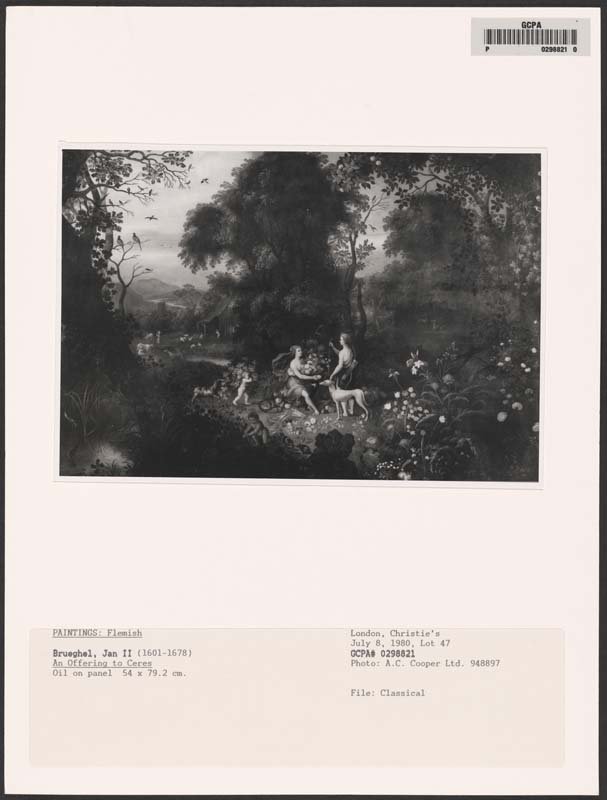 GCPA
P 0298821 0
PAINTINGS: Flemish
Brueghel, Jan II (1601-1678)
An Offering to Ceres
Oil on panel 54 x 79.2 cm.
London, Christie's
July 8, 1980, Lot 47
GCPA# 0298821
Photo: A.C. Cooper Ltd. 948897
File: Classical